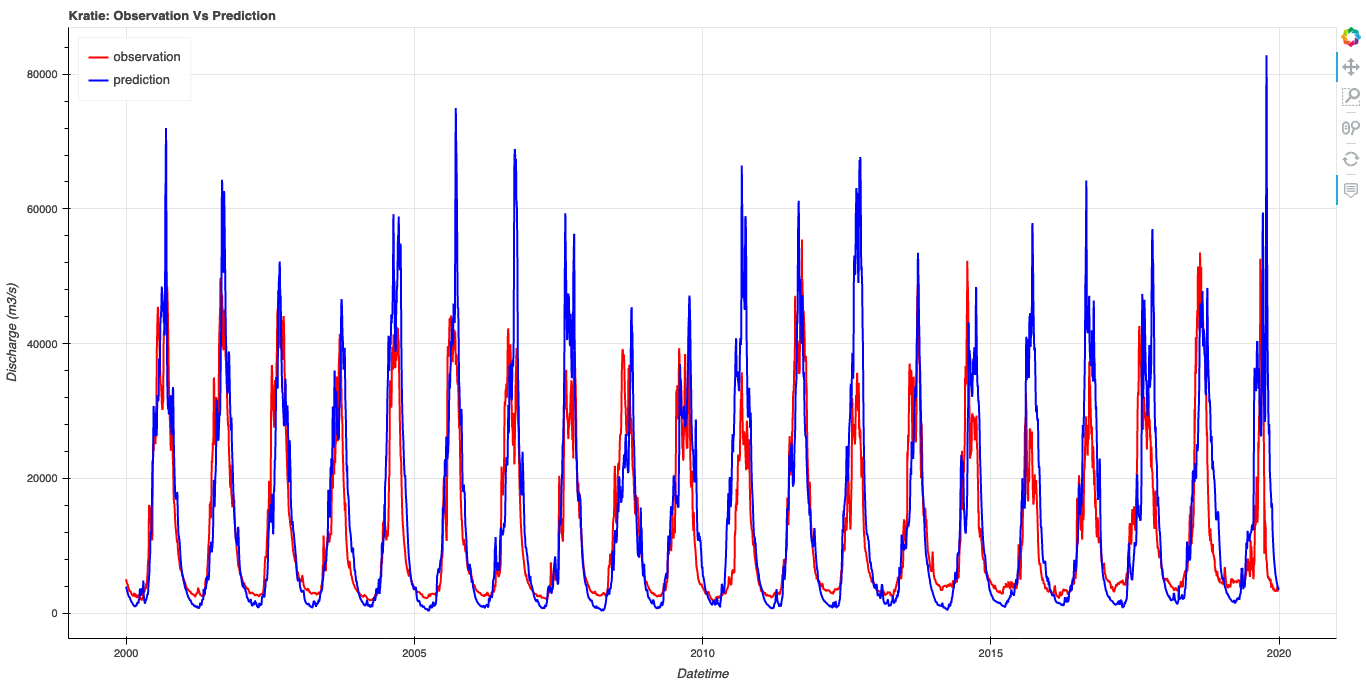 Kratie: Observation Vs Prediction
observation
prediction
80000
60000
40000
20000
0
Discharge (m3/s)
2000
2005
2010
2015
2020
Datetime